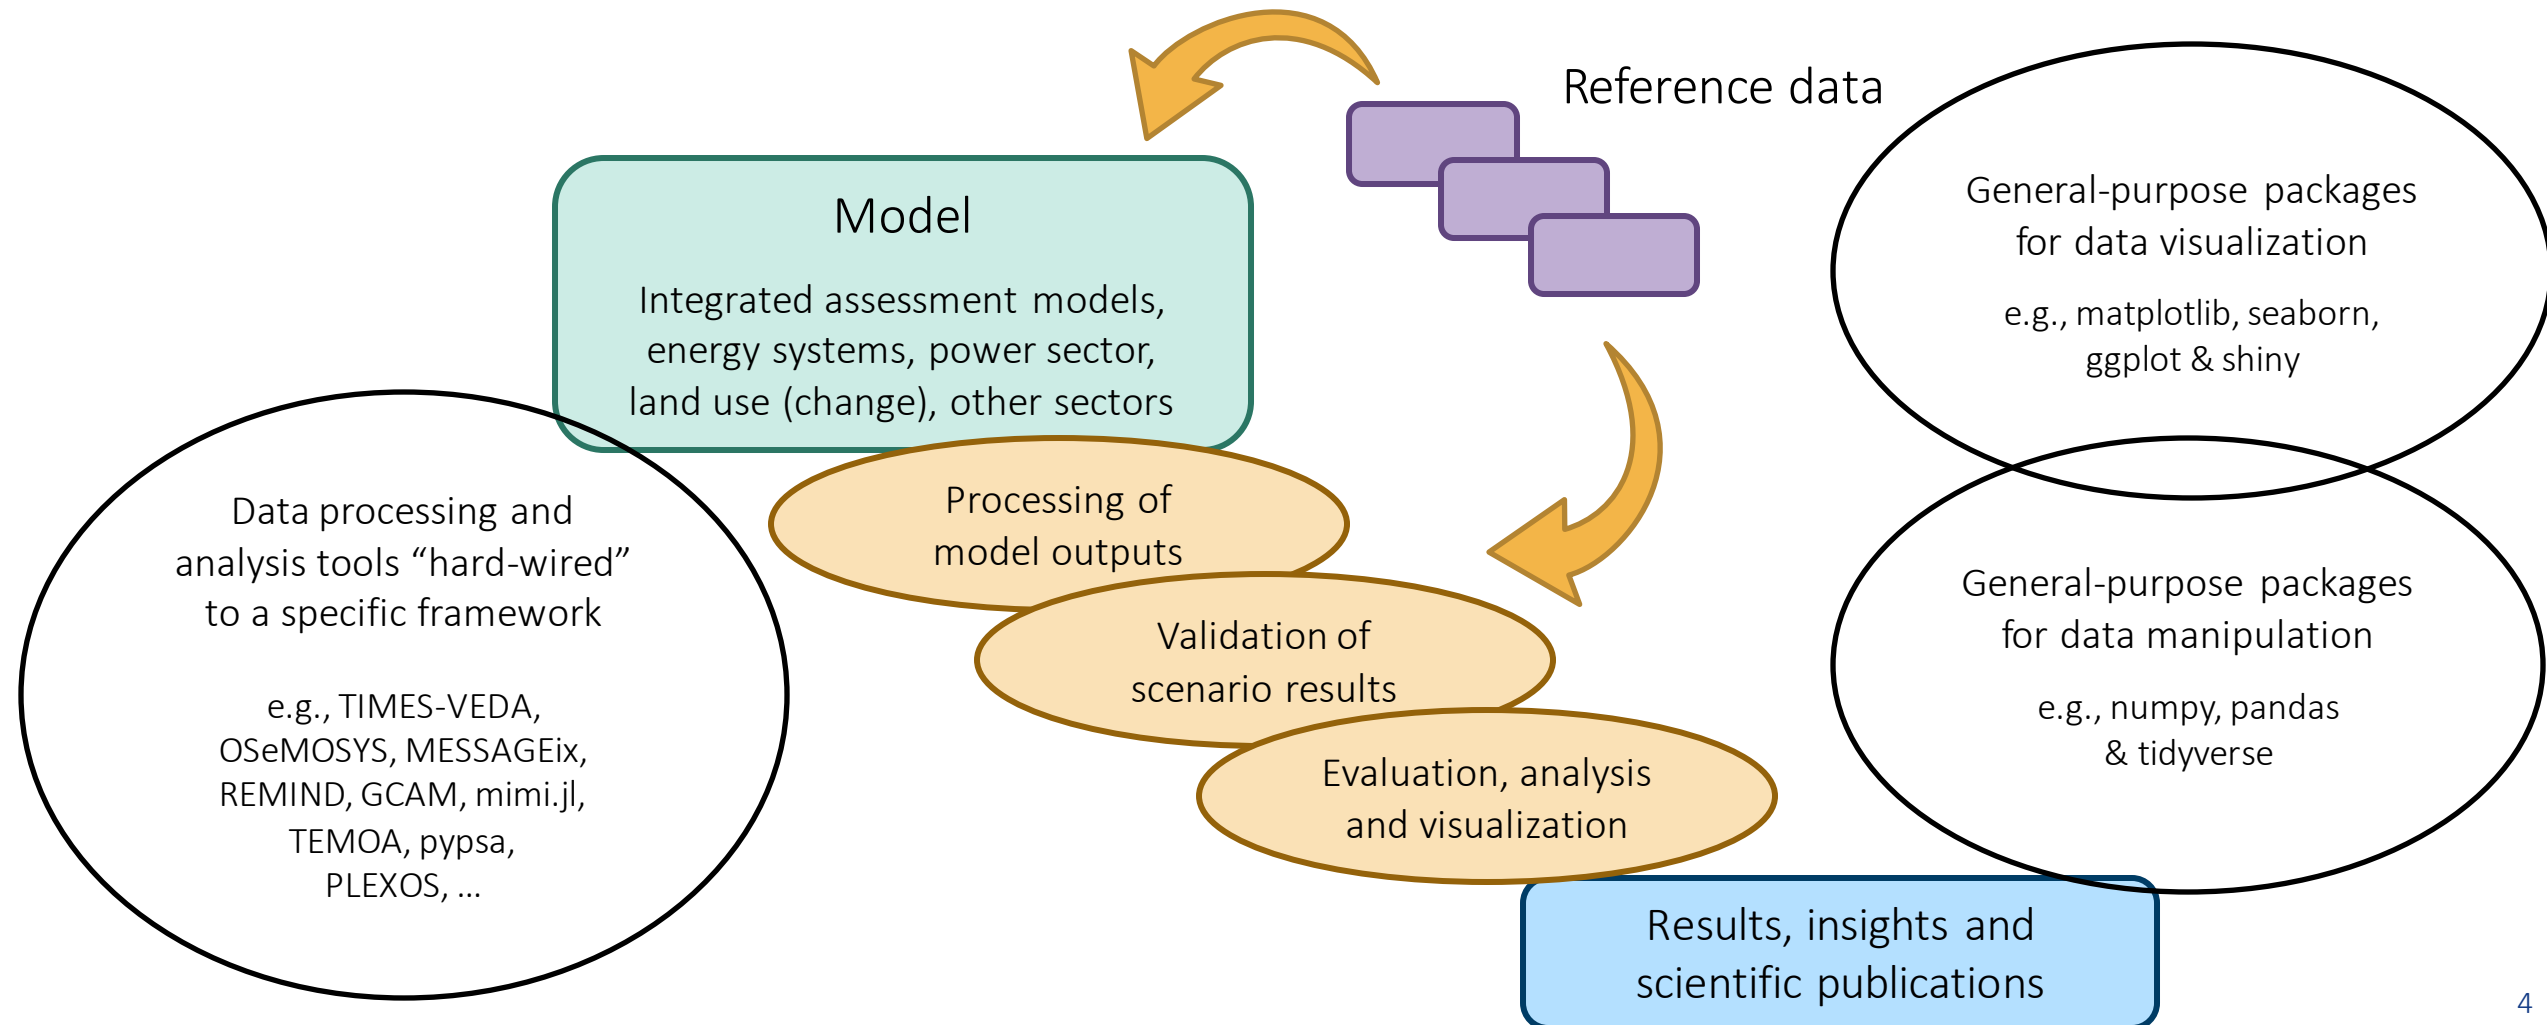 Reference data
Model
Integrated assessment models,
energy systems, power sector,
land use (change), other sectors
General-purpose packages
for data visualization
e.g., matplotlib, seaborn,
ggplot & shiny
Data processing and
analysis tools “hard-wired”
to a specific framework
e.g., TIMES-VEDA,
OSeMOSYS, MESSAGEix,
REMIND, GCAM, mimi.jl,
TEMOA, pypsa,
PLEXOS, ...
Processing of
model outputs
Validation of
scenario results
Evaluation, analysis
and visualization
General-purpose packages
for data manipulation
e.g., numpy, pandas
& tidyverse
Results, insights and
scientific publications
4